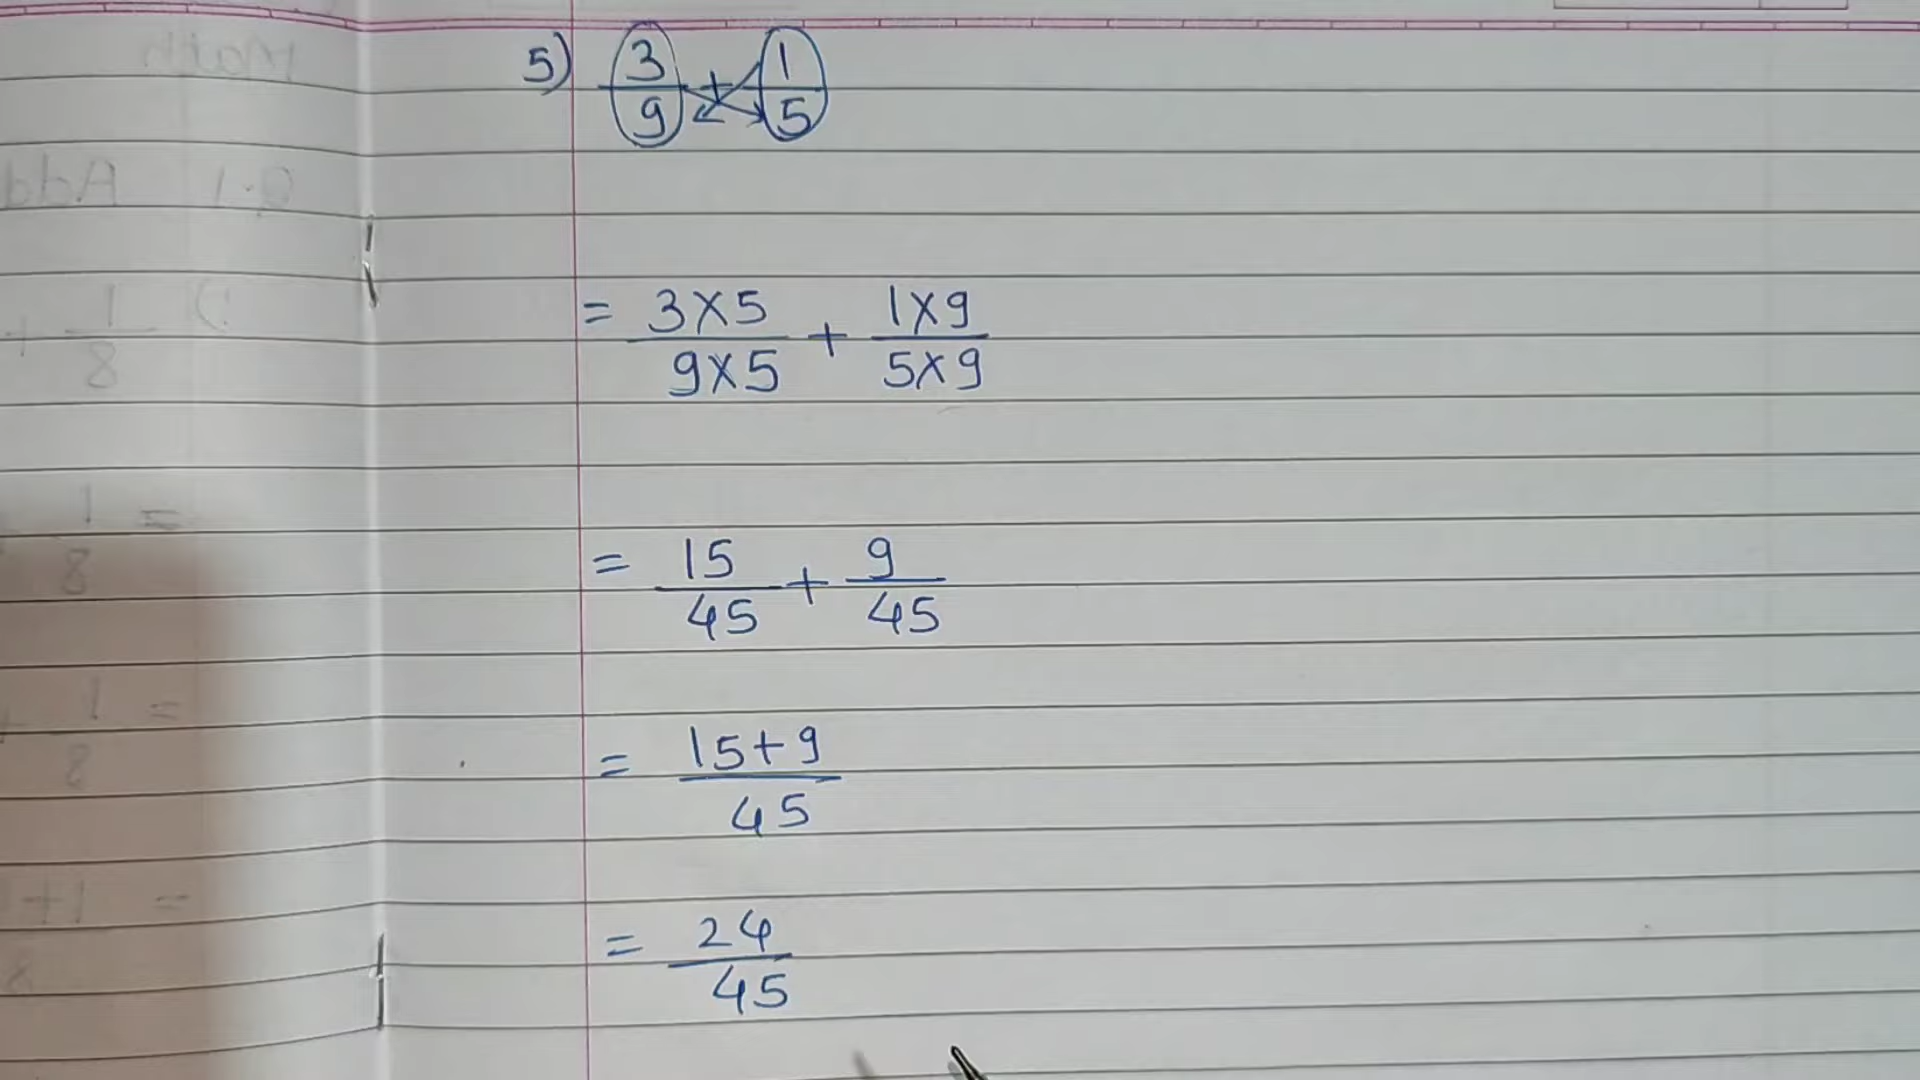 5) 3/9 + 1/5
= 3×5/9×5 + 1×9/5×9
= 15/45 + 9/45
= 15+9/45
= 24/45